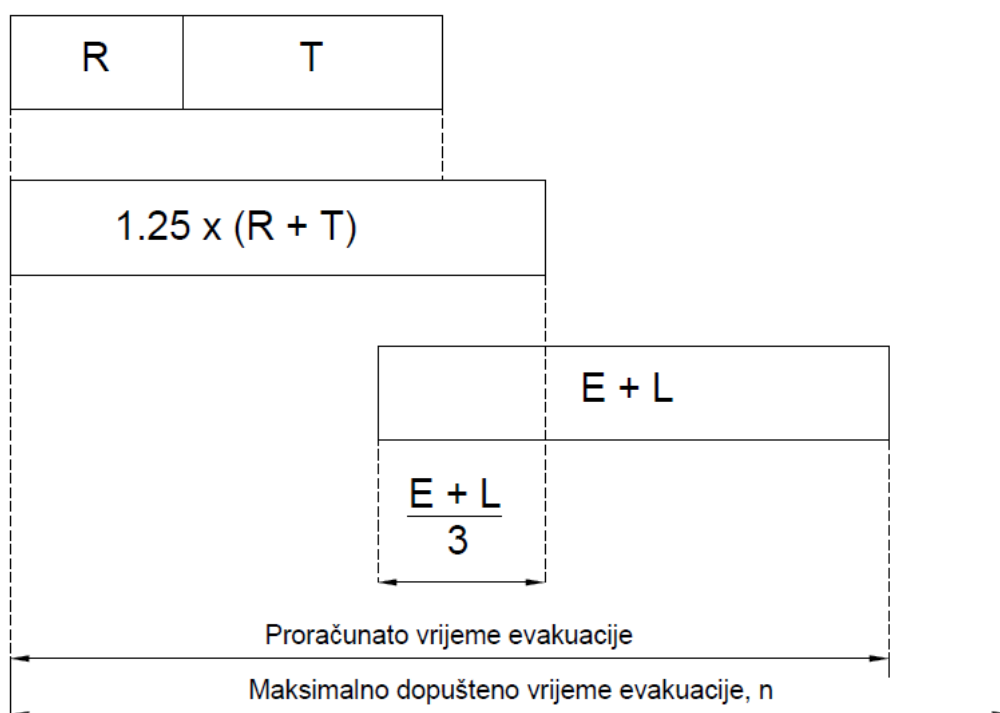 R T
1.25 x (R + T)
E + L
E + L
3
Proračunato vrijeme evakuacije
Maksimalno dopušteno vrijeme evakuacije, n